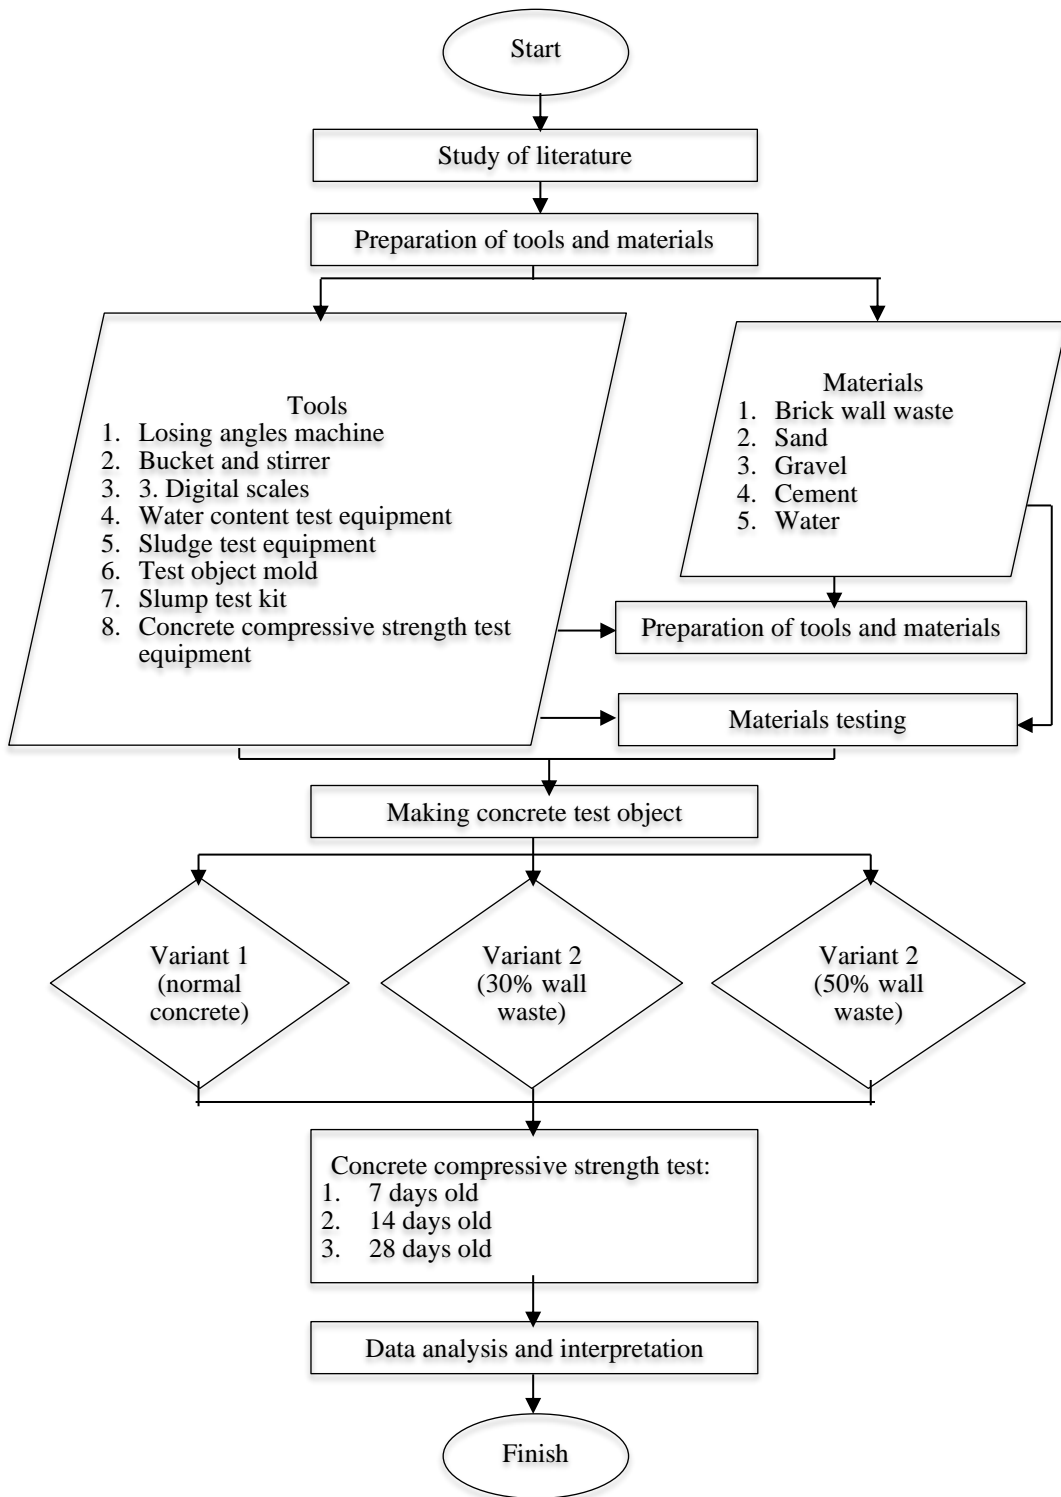 Start
Study of literature
Preparation of tools and materials
Tools
1. Losing angles machine
2. Bucket and stirrer
3. 3. Digital scales
4. Water content test equipment
5. Sludge test equipment
6. Test object mold
7. Slump test kit
8. Concrete compressive strength test
equipment
Materials
1. Brick wall waste
2. Sand
3. Gravel
4. Cement
5. Water
Preparation of tools and materials
Materials testing
Making concrete test object
Variant 1
(normal
concrete)
Variant 2
(30% wall
waste)
Variant 2
(50% wall
waste)
Concrete compressive strength test:
1. 7 days old
2. 14 days old
3. 28 days old
Data analysis and interpretation
Finish